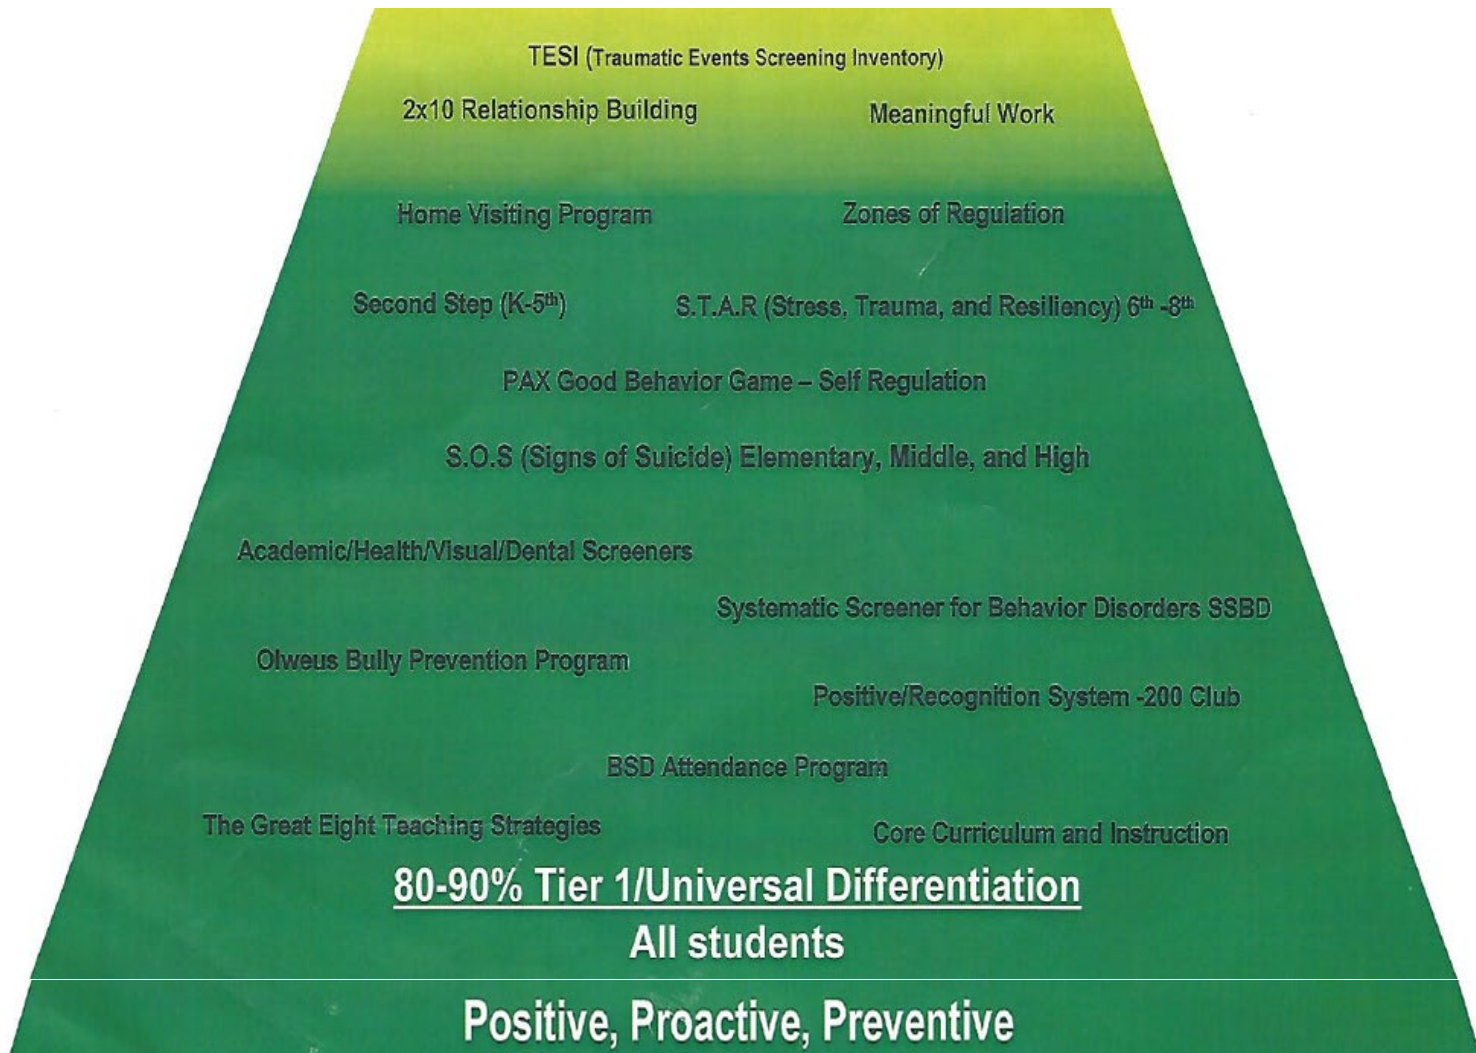 TESI (Traumatic Events Screening Inventory)
2x10 Relationship Building
Meaningful Work
Home Visiting Program
Zones of Regulation
Second Step (K-5th)
S.T.A.R (Stress, Trauma, and Resiliency) 6th -8th
PAX Good Behavior Game – Self Regulation
S.O.S (Signs of Suicide) Elementary, Middle, and High
Academic/Health/Visual/Dental Screeners
Systematic Screener for Behavior Disorders SSBD
Olweus Bully Prevention Program
Positive/Recognition System -200 Club
BSD Attendance Program
The Great Eight Teaching Strategies
Core Curriculum and Instruction
80-90% Tier 1/Universal Differentiation
All students
Positive, Proactive, Preventive